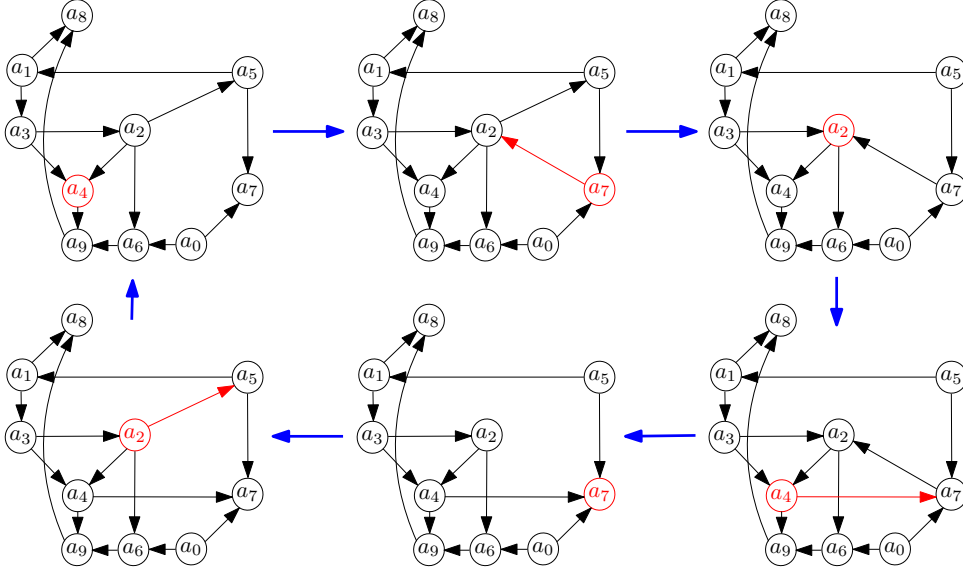 a₈ a₈ a₈
a₁ a₅ a₁ a₅ a₁ a₅
a₃ a₂ a₃ a₂ a₃ a₂
a₄ a₇ a₄ a₇ a₄ a₇
a₉ a₆ a₀ a₉ a₆ a₀ a₉ a₆ a₀
a₈ a₈ a₈
a₁ a₅ a₁ a₅ a₁ a₅
a₃ a₂ a₃ a₂ a₃ a₂
a₄ a₇ a₄ a₇ a₄ a₇
a₉ a₆ a₀ a₉ a₆ a₀ a₉ a₆ a₀